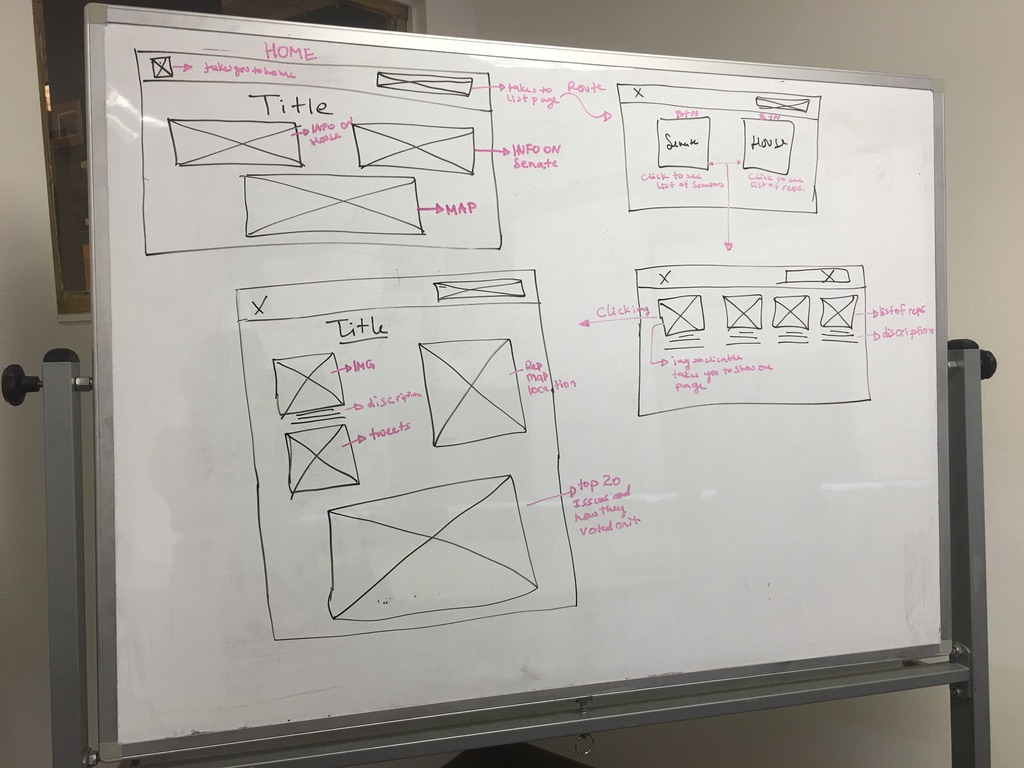 HOME
takes you to home
Title
INFO ON
House
INFO ON
Senate
MAP
takes to
list page
Route
X
BTN
BTN
Senate
House
Click to see
list of senators
Click to see
list of reps.
X
X
Clicking
list of reps
discription
img is clicable
takes you to show one
page
X
Title
IMG
discription
tweets
Rep
map
location
top 20
Issues and
how they
voted on it